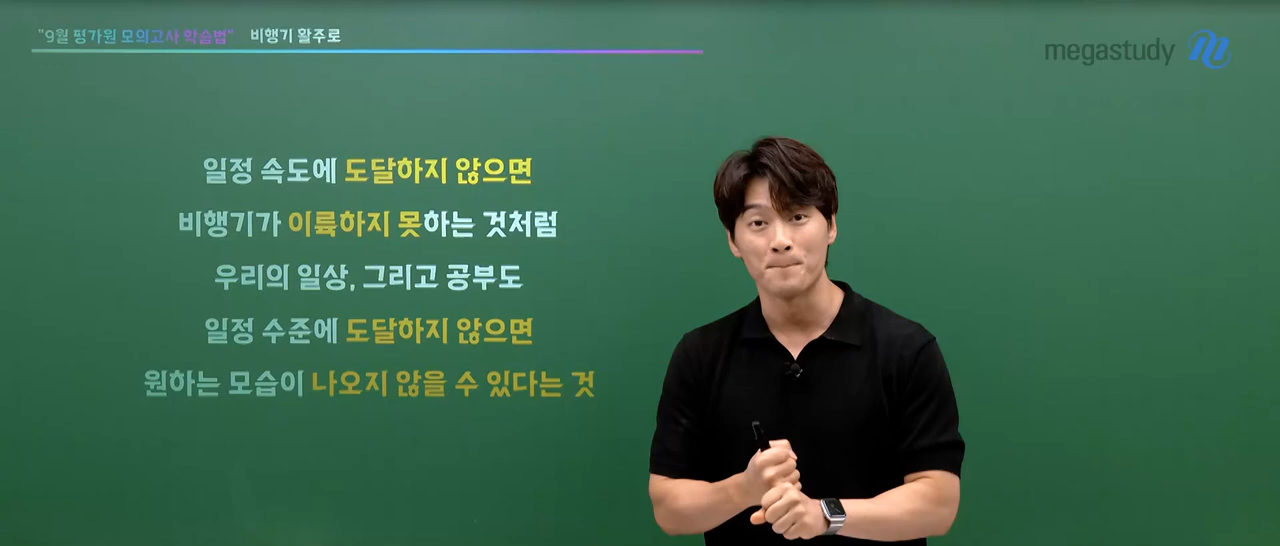 "9월 평가원 모의고사 학습법" 비행기 활주로
megastudy
일정 속도에 도달하지 않으면
비행기가 이륙하지 못하는 것처럼
우리의 일상, 그리고 공부도
일정 수준에 도달하지 않으면
원하는 모습이 나오지 않을 수 있다는 것